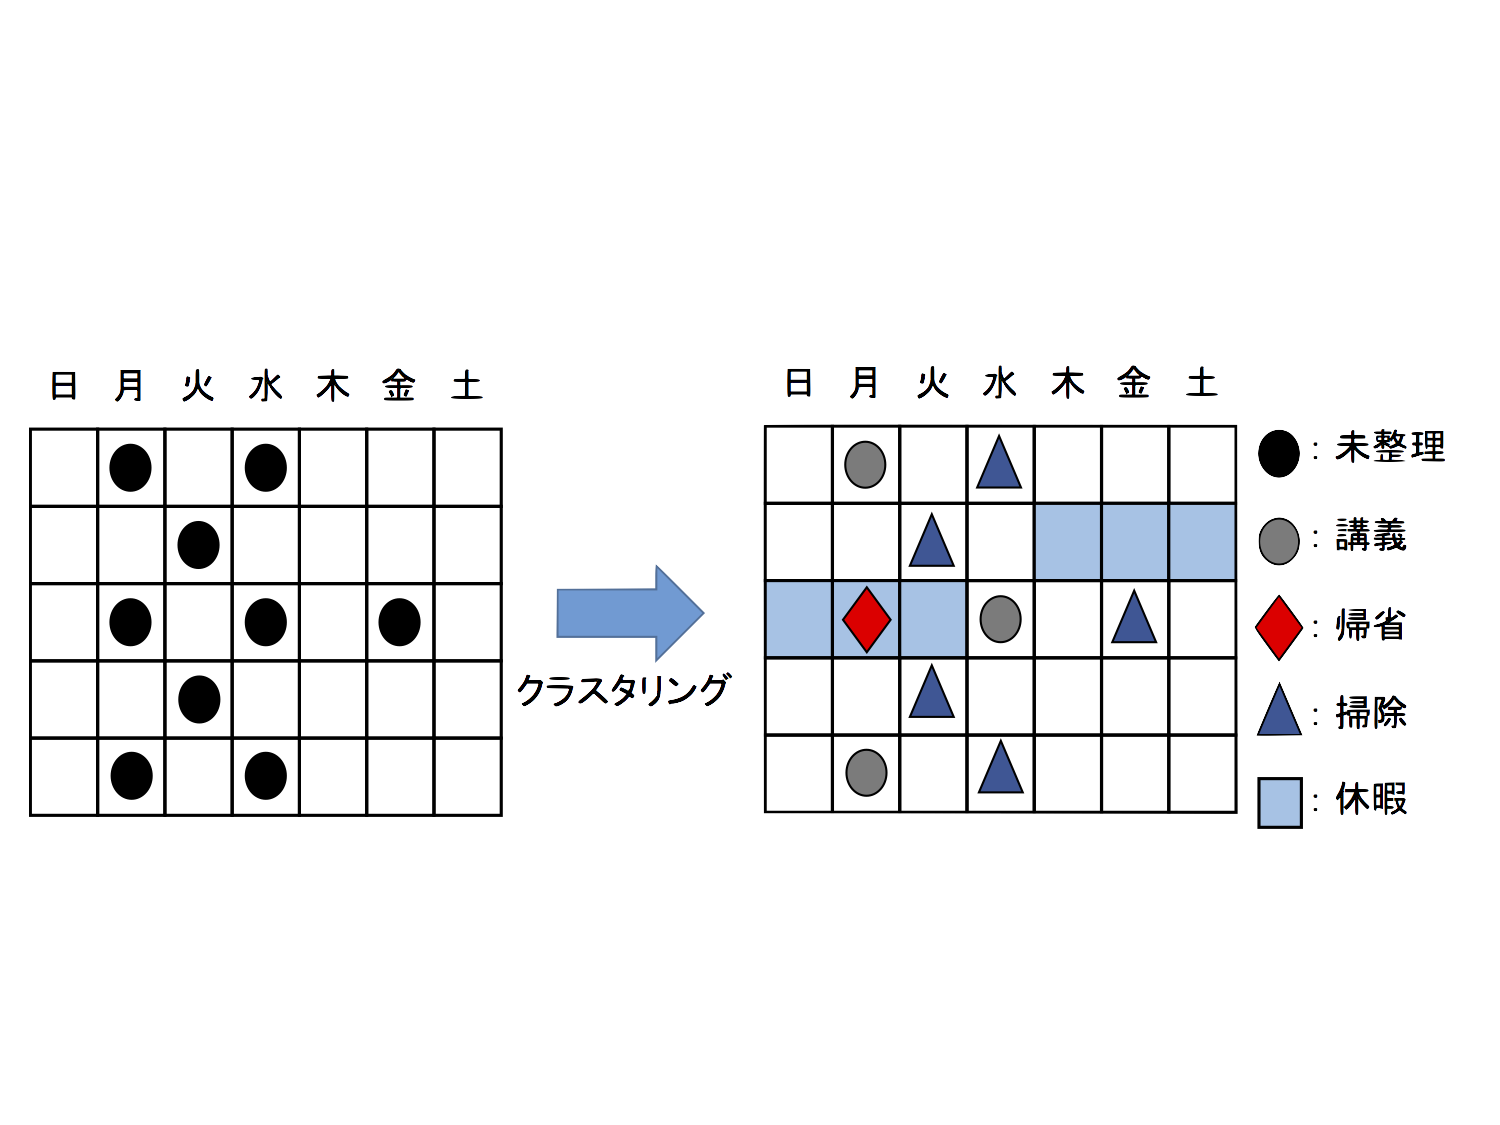 日 月 火 水 木 金 土
クラスタリング
日 月 火 水 木 金 土
: 未整理
: 講義
: 帰省
: 掃除
: 休暇